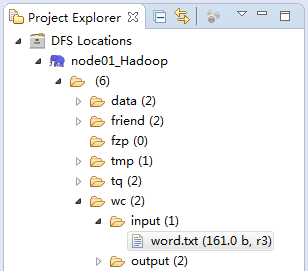 Project Explorer
DFS Locations
node01_Hadoop
(6)
data (2)
friend (2)
fzp (0)
tmp (1)
tq (2)
wc (2)
input (1)
word.txt (161.0 b, r3)
output (2)